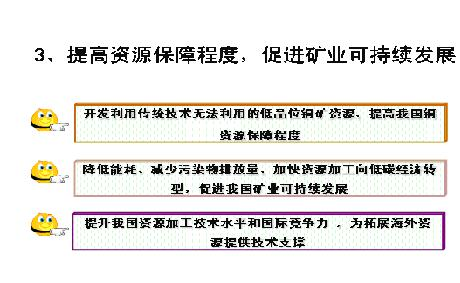 3、提高资源保障程度，促进矿业可持续发展
开发利用传统技术无法利用的低品位铜矿资源、提高我国铜
资源保障程度
降低能耗、减少污染物排放量、加快资源加工向低碳经济转
型，促进我国矿业可持续发展
提升我国资源加工技术水平和国际竞争力 ，为拓展海外资
源提供技术支撑